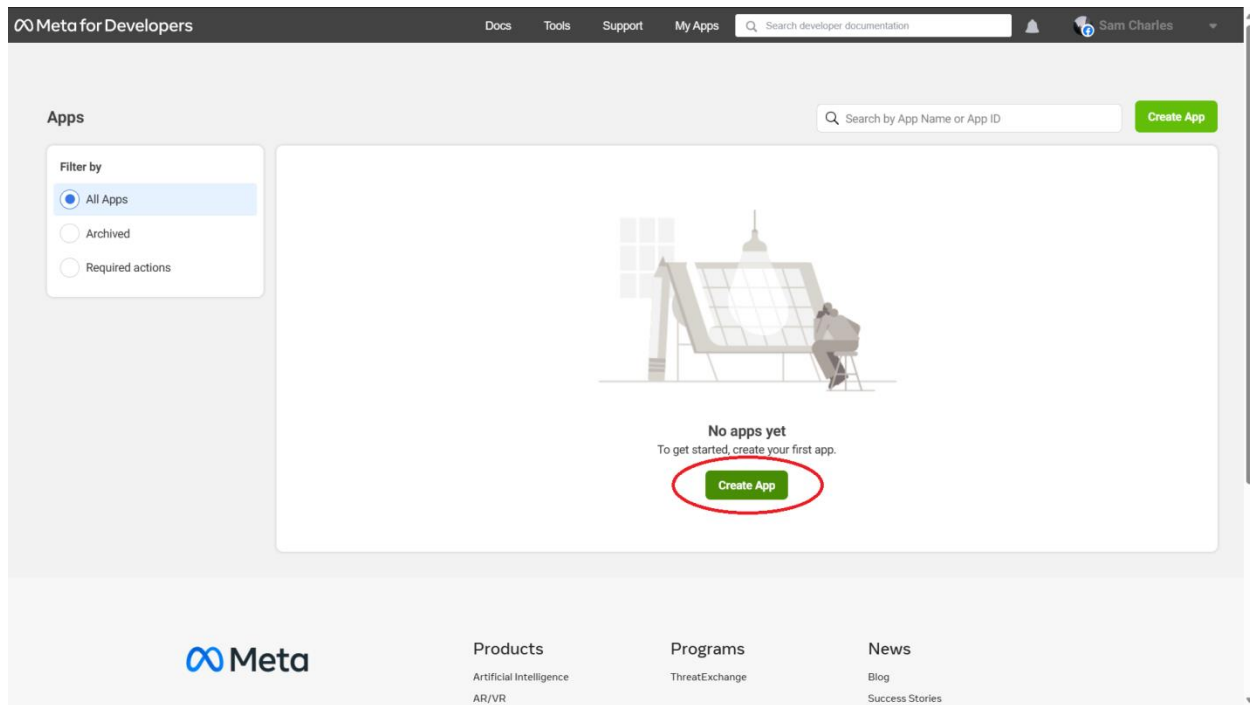 Meta for Developers
Docs
Tools
Support
My Apps
Search developer documentation
Sam Charles
Apps
Search by App Name or App ID
Create App
Filter by
All Apps
Archived
Required actions
No apps yet
To get started, create your first app.
Create App
Meta
Products
Artificial Intelligence
AR/VR
Programs
ThreatExchange
News
Blog
Success Stories